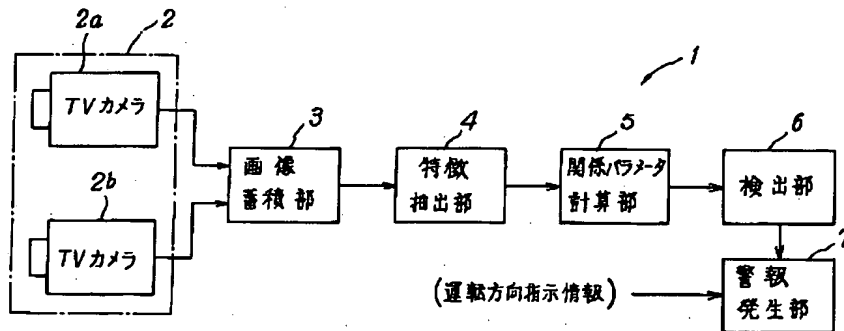 2a
2
TVカメラ
2b
TVカメラ
3
画像
蓄積部
4
特徴
抽出部
1
5
関係パラメータ
計算部
6
検出部
7
警報
発生部
(運転方向指示情報)